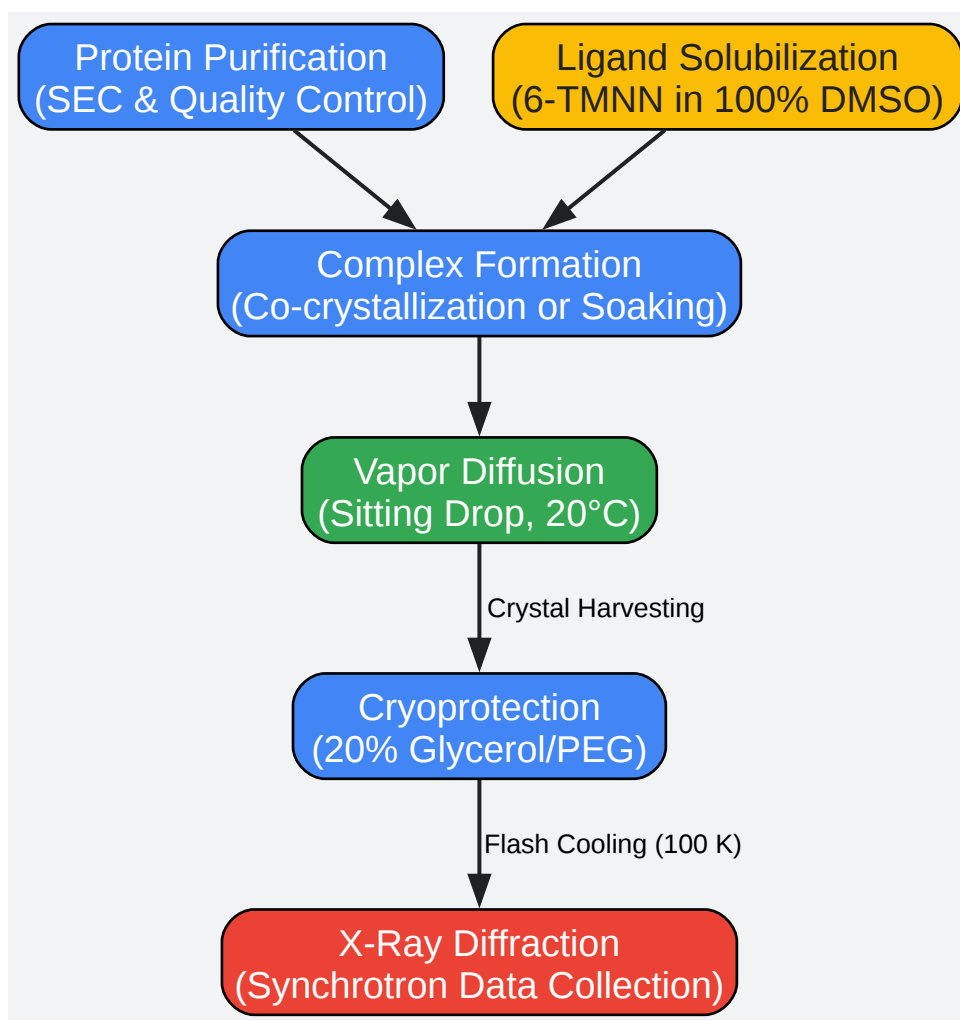 Protein Purification
(SEC & Quality Control)
Ligand Solubilization
(6-TMNN in 100% DMSO)
Complex Formation
(Co-crystallization or Soaking)
Vapor Diffusion
(Sitting Drop, 20°C)
Crystal Harvesting
Cryoprotection
(20% Glycerol/PEG)
Flash Cooling (100 K)
X-Ray Diffraction
(Synchrotron Data Collection)